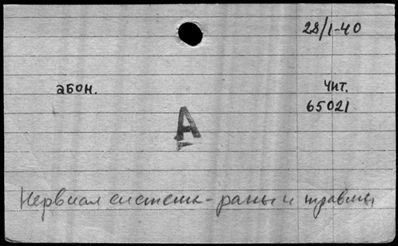 28/I-40
абон.
чит.
65021
А
Нервная система - раны и травмы